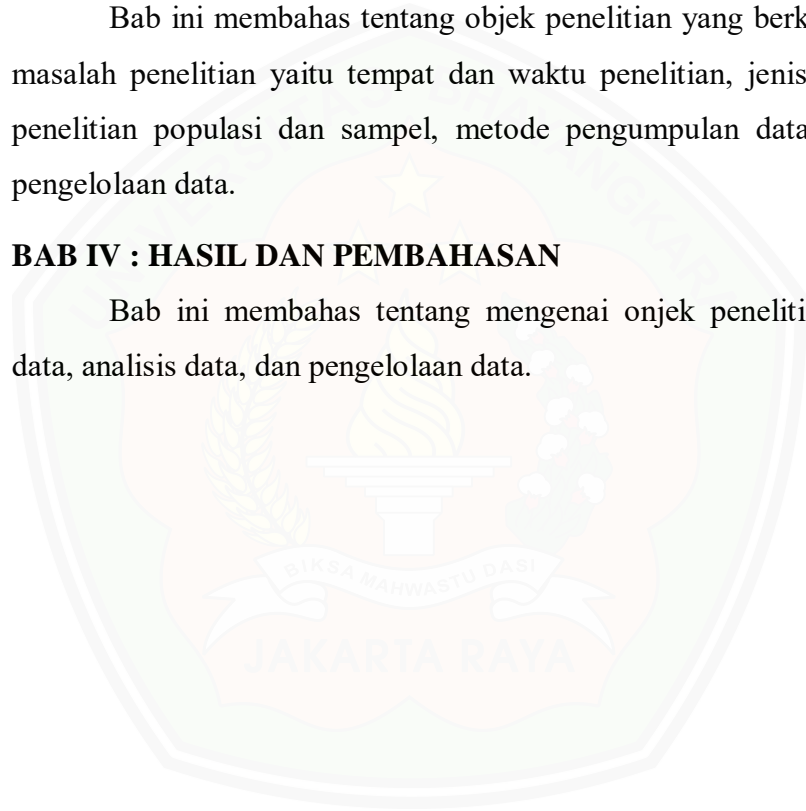 Bab ini membahas tentang objek penelitian yang berk
masalah penelitian yaitu tempat dan waktu penelitian, jenis
penelitian populasi dan sampel, metode pengumpulan data
pengelolaan data.
BAB IV : HASIL DAN PEMBAHASAN
Bab ini membahas tentang mengenai onjek peneliti
data, analisis data, dan pengelolaan data.
UNIVERSITAS BHAYANGKARA
BIKSA MAHWASTU DASI
JAKARTA RAYA